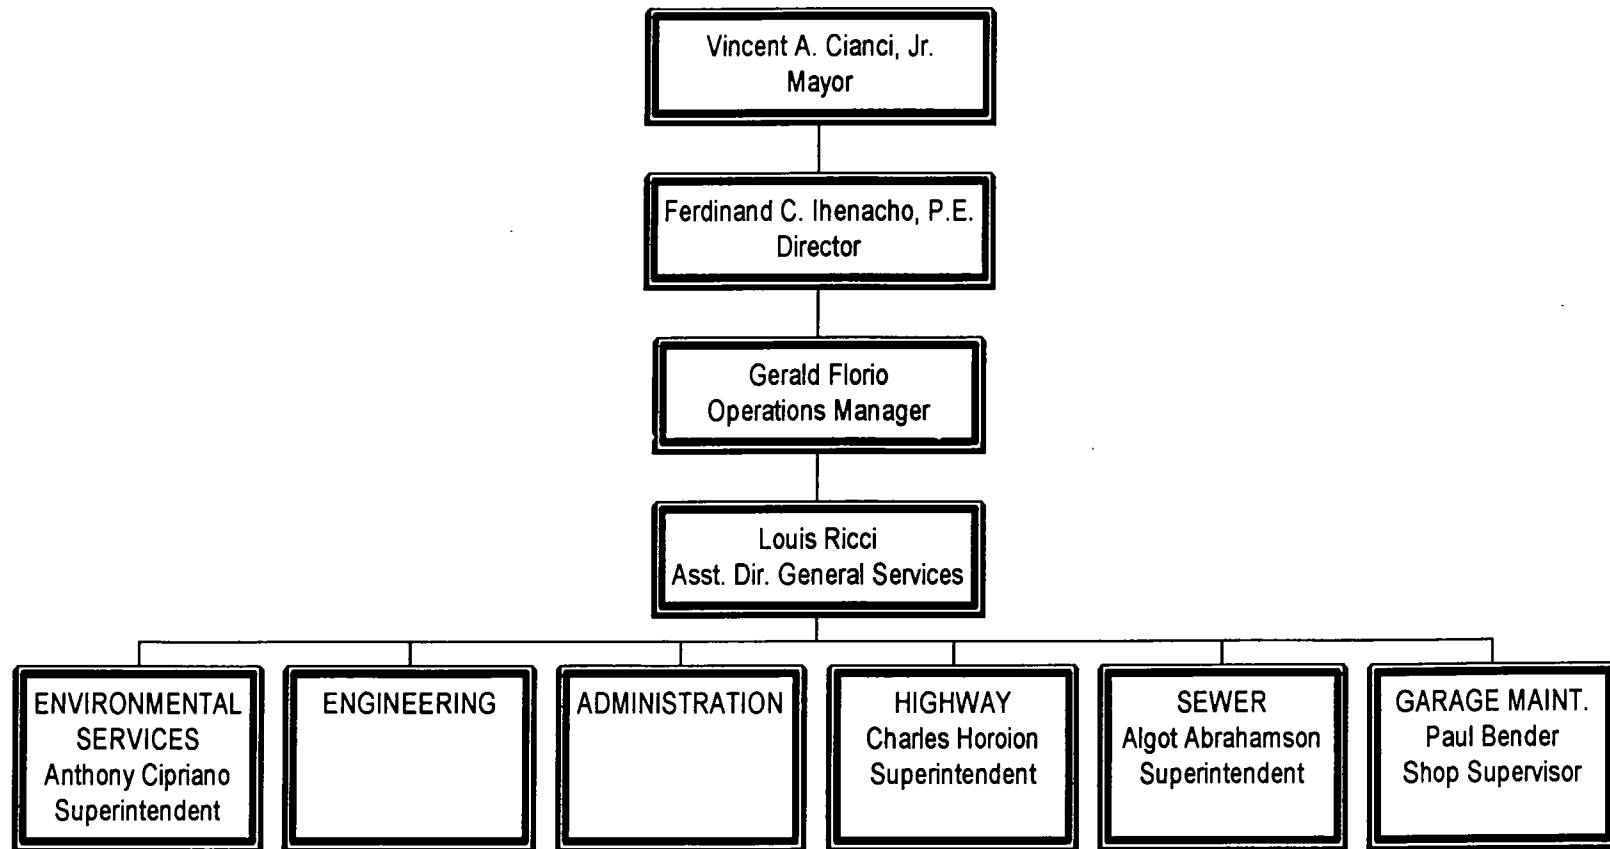 Vincent A. Cianci, Jr.
Mayor
Ferdinand C. Ihenacho, P.E.
Director
Gerald Florio
Operations Manager
Louis Ricci
Asst. Dir. General Services
ENVIRONMENTAL
SERVICES
Anthony Cipriano
Superintendent
ENGINEERING
ADMINISTRATION
HIGHWAY
Charles Horoion
Superintendent
SEWER
Algot Abrahamson
Superintendent
GARAGE MAINT.
Paul Bender
Shop Supervisor